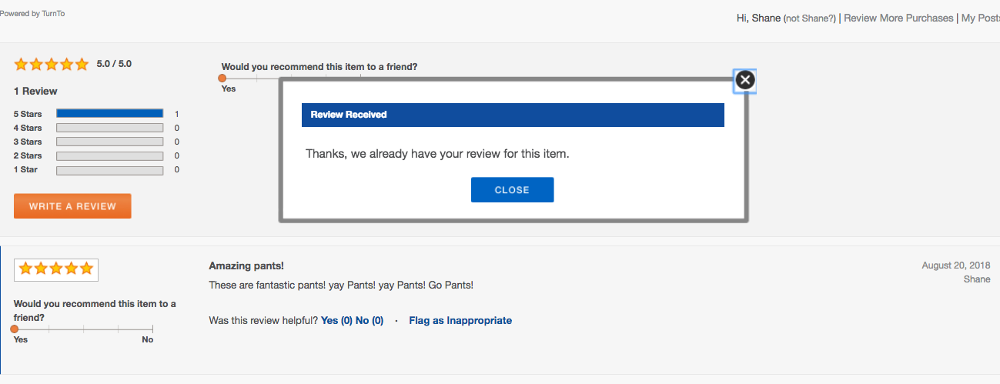 Powered by TurnTo
Hi, Shane (not Shane?) | Review More Purchases | My Posts
5.0 / 5.0
Would you recommend this item to a friend?
Yes
1 Review
5 Stars 1
4 Stars 0
3 Stars 0
2 Stars 0
1 Star 0
WRITE A REVIEW
Review Received
Thanks, we already have your review for this item.
CLOSE
Amazing pants!
These are fantastic pants! yay Pants! yay Pants! Go Pants!
August 20, 2018
Shane
Would you recommend this item to a
friend?
Yes No
Was this review helpful? Yes (0) No (0) · Flag as Inappropriate